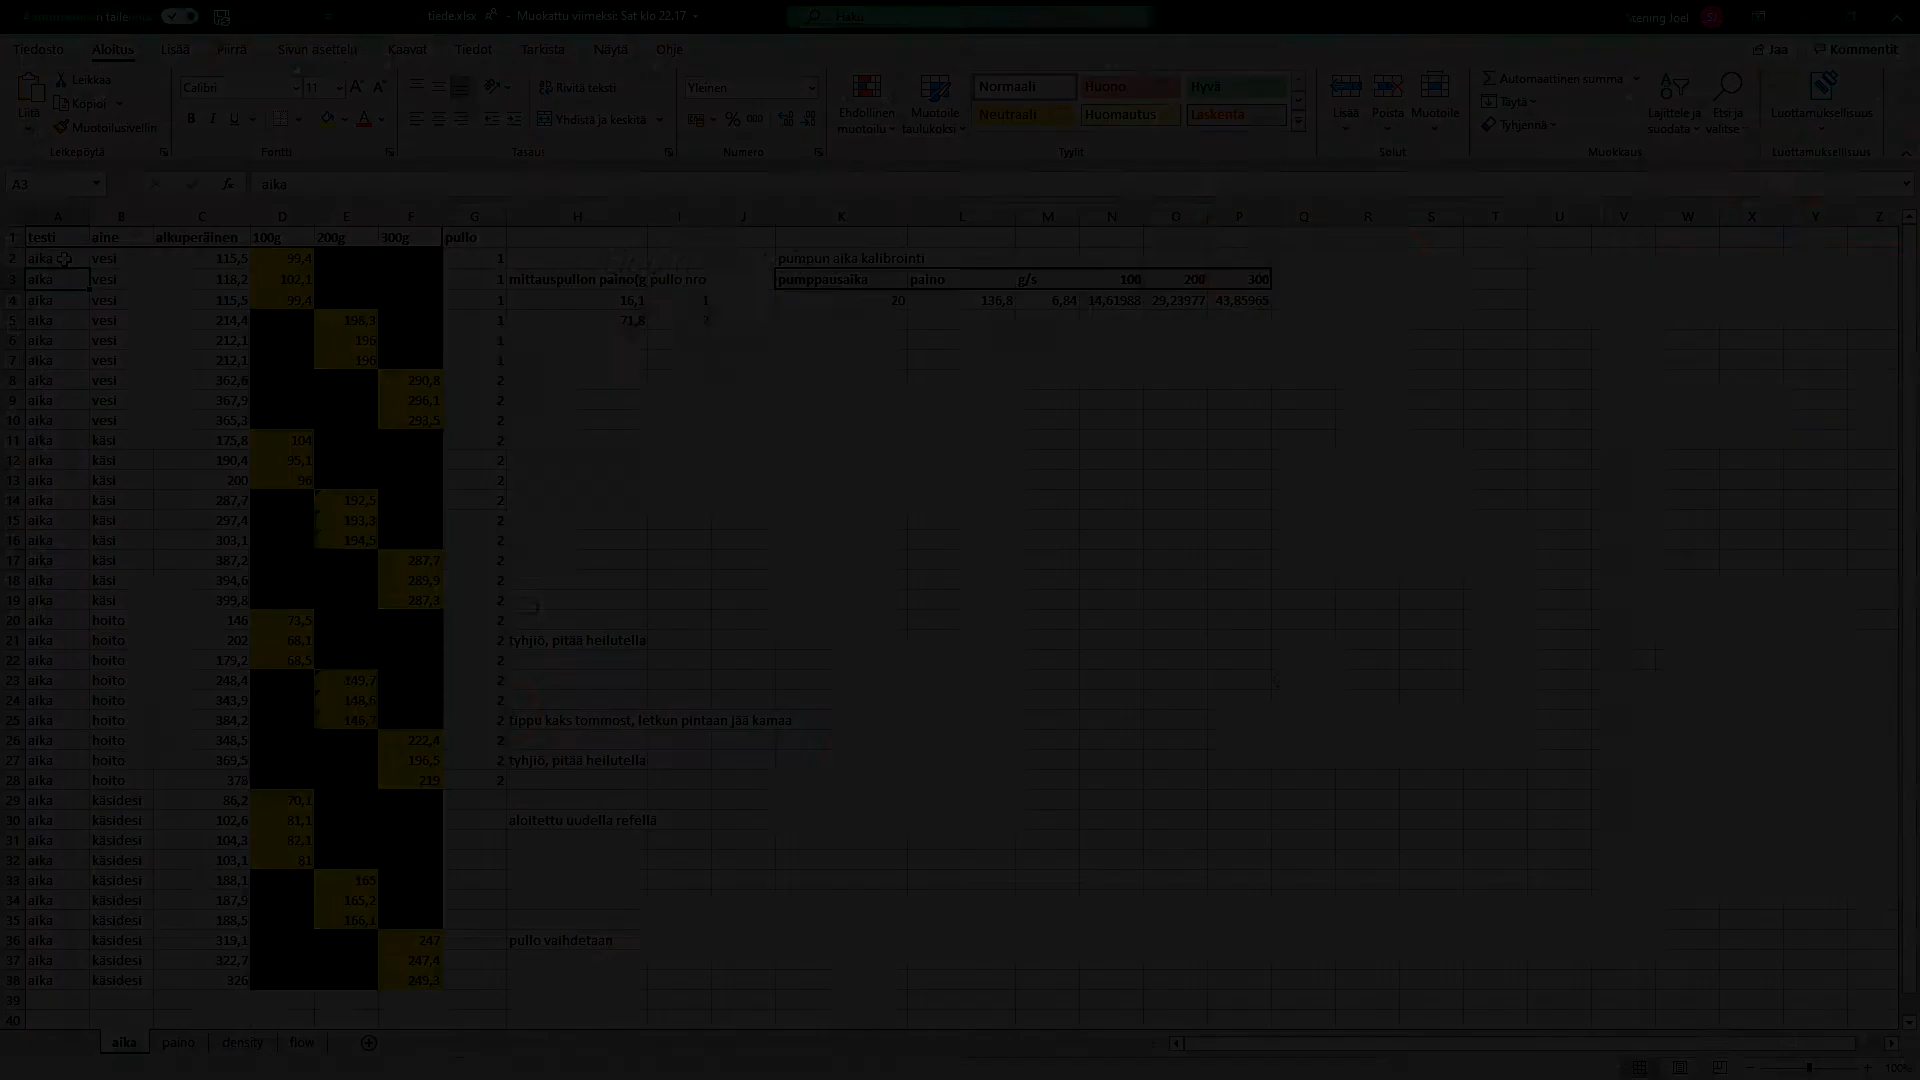 tiede.xlsx - Muokattu viimeksi: Sat klo 22.17
Haku
Stening Joel
Tiedosto Aloitus Lisää Piirrä Sivun asettelu Kaavat Tiedot Tarkista Näytä Ohje
Jaa Kommentit
Liitä
Leikkaa
Kopioi
Muotoilusivellin
Calibri 11
B I U
Rivitä teksti
Yhdistä ja keskitä
Yleinen
% 000
Ehdollinen muotoilu
Muotoile taulukoksi
Normaali Huono Hyvä
Neutraali Huomautus Laskenta
Lisää Poista Muotoile
Automaattinen summa
Täytä
Tyhjennä
Lajittele ja suodata
Etsi ja valitse
Luottamuksellisuus
Leikepöytä Fontti Tasaus Numero Tyylit Solut Muokkaus Luottamuksellisuus
A3 fx aika
A B C D E F G H I J K L M N O P Q R S T U V W X Y Z
1 testi aine alkuperäinen 100g 200g 300g pullo
2 aika vesi 115,5 99,4 1 pumpun aika kalibrointi
3 aika vesi 118,2 102,1 1 mittauspullon paino(g pullo nro pumppausaika paino g/s 100 200 300
4 aika vesi 115,5 99,4 1 16,1 1 20 136,8 6,84 14,61988 29,23977 43,85965
5 aika vesi 214,4 198,3 1 71,8 2
6 aika vesi 212,1 196 1
7 aika vesi 212,1 196 1
8 aika vesi 362,6 290,8 2
9 aika vesi 367,9 296,1 2
10 aika vesi 365,3 293,5 2
11 aika käsi 175,8 104 2
12 aika käsi 190,4 95,1 2
13 aika käsi 200 96 2
14 aika käsi 287,7 192,5 2
15 aika käsi 297,4 193,3 2
16 aika käsi 303,1 194,5 2
17 aika käsi 387,2 287,7 2
18 aika käsi 394,6 289,9 2
19 aika käsi 399,8 287,3 2
20 aika hoito 146 73,5 2
21 aika hoito 202 68,1 2 tyhjiö, pitää heilutella
22 aika hoito 179,2 68,5 2
23 aika hoito 248,4 149,7 2
24 aika hoito 343,9 148,6 2
25 aika hoito 384,2 146,7 2 tippu kaks tommost, letkun pintaan jää kamaa
26 aika hoito 348,5 222,4 2
27 aika hoito 369,5 196,5 2 tyhjiö, pitää heilutella
28 aika hoito 378 219 2
29 aika käsidesi 86,2 70,1
30 aika käsidesi 102,6 81,1 aloitettu uudella refellä
31 aika käsidesi 104,3 82,1
32 aika käsidesi 103,1 81
33 aika käsidesi 188,1 165
34 aika käsidesi 187,9 165,2
35 aika käsidesi 188,5 166,1
36 aika käsidesi 319,1 247 pullo vaihdetaan
37 aika käsidesi 322,7 247,4
38 aika käsidesi 326 249,3
39
40
aika paino density flow
100%